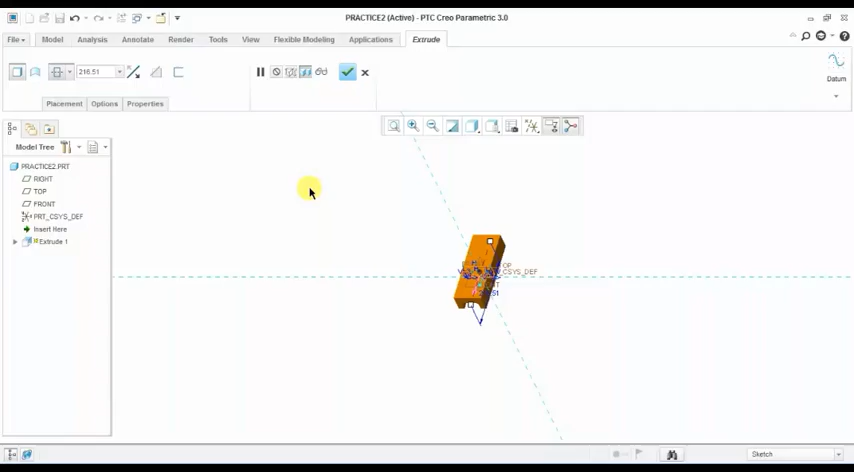 PRACTICE2 (Active) - PTC Creo Parametric 3.0
File Model Analysis Annotate Render Tools View Flexible Modeling Applications Extrude
216.51
Datum
Placement Options Properties
Model Tree
PRACTICE2.PRT
RIGHT
TOP
FRONT
PRT_CSYS_DEF
Insert Here
Extrude 1
CSYS_DEF
Sketch